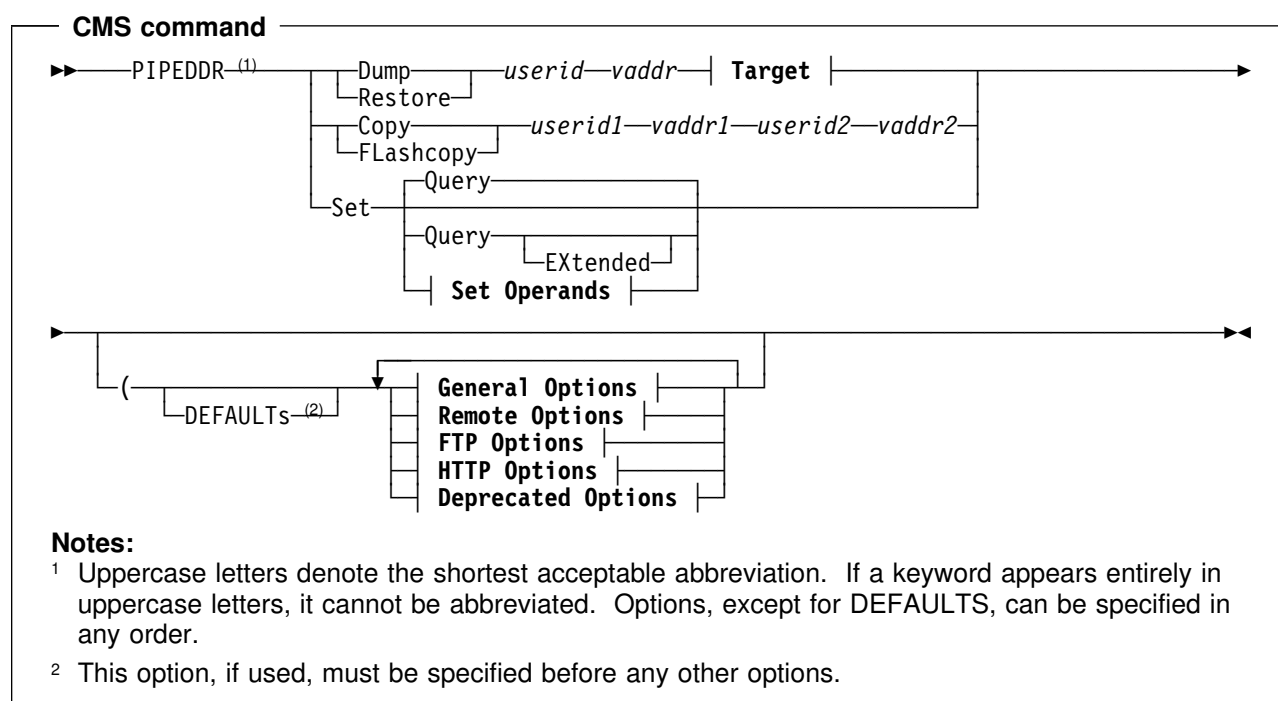 CMS command
PIPEDDR (1) Dump userid vaddr Target
Restore
Copy userid1 vaddr1 userid2 vaddr2
FLashcopy
Query
Set
Query
EXtended
Set Operands
( General Options
DEFAULTs (2) Remote Options
FTP Options
HTTP Options
Deprecated Options
Notes:
1 Uppercase letters denote the shortest acceptable abbreviation. If a keyword appears entirely in
uppercase letters, it cannot be abbreviated. Options, except for DEFAULTS, can be specified in
any order.
2 This option, if used, must be specified before any other options.